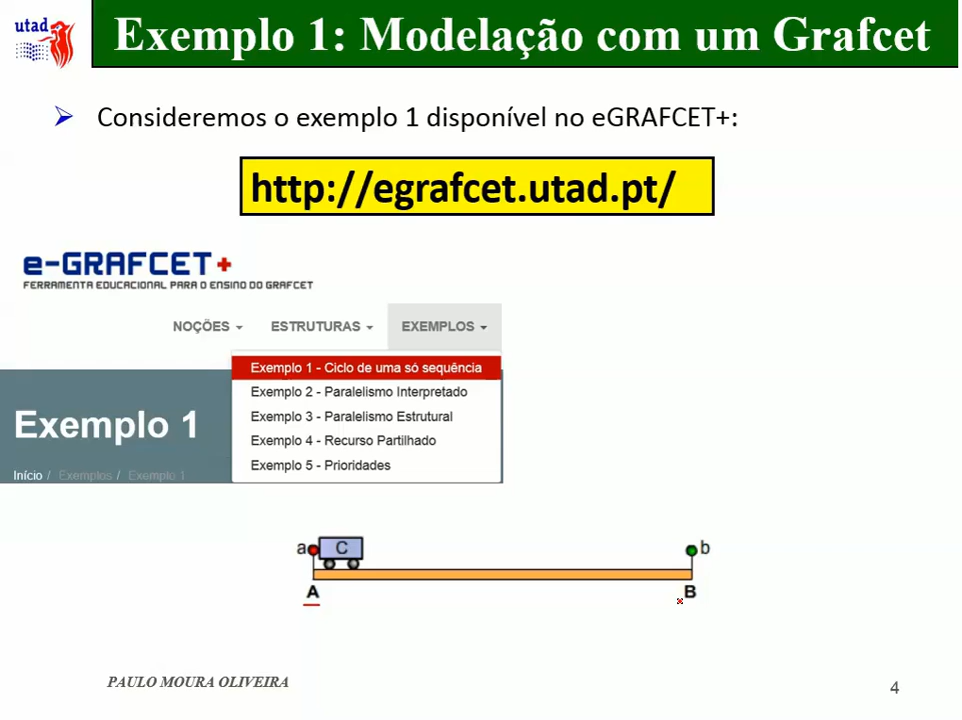 utad
Exemplo 1: Modelação com um Grafcet
Consideremos o exemplo 1 disponível no eGRAFCET+:
http://egrafcet.utad.pt/
e-GRAFCET+
FERRAMENTA EDUCACIONAL PARA O ENSINO DO GRAFCET
NOÇÕES ESTRUTURAS EXEMPLOS
Exemplo 1 - Ciclo de uma só sequência
Exemplo 2 - Paralelismo Interpretado
Exemplo 3 - Paralelismo Estrutural
Exemplo 4 - Recurso Partilhado
Exemplo 5 - Prioridades
Exemplo 1
Início / Exemplos / Exemplo 1
a C b
A B
PAULO MOURA OLIVEIRA
4